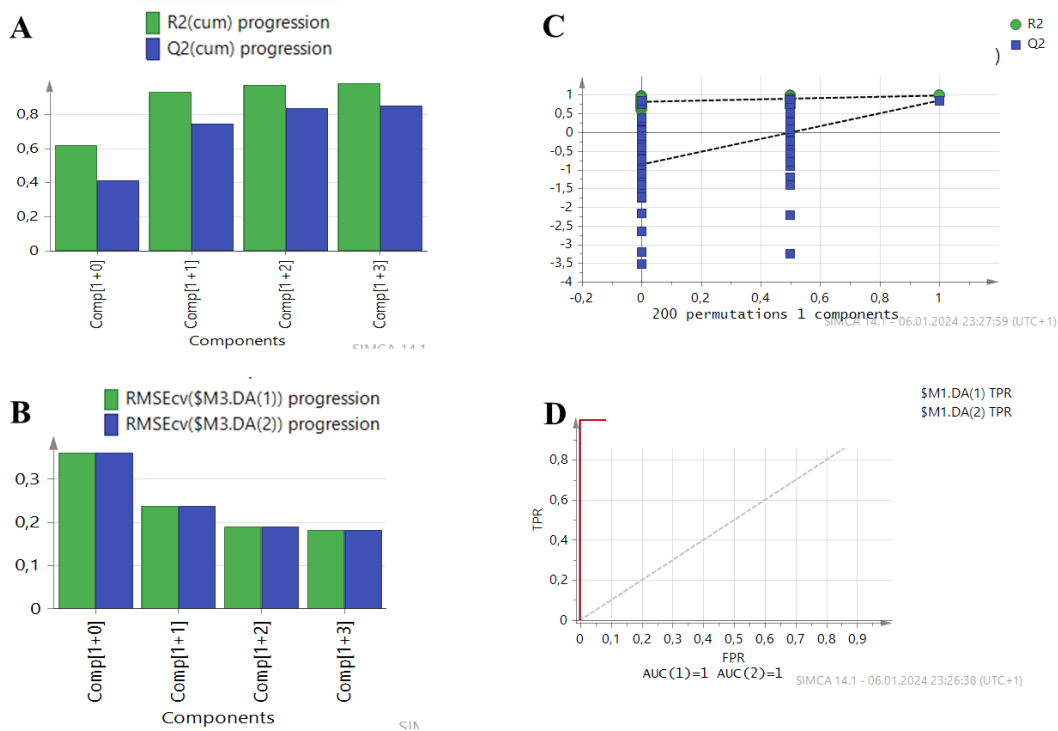 A
R2(cum) progression
Q2(cum) progression
0,8
0,6
0,4
0,2
0
Comp[1+0]
Comp[1+1]
Comp[1+2]
Comp[1+3]
Components
SIMCA 14.1
B
RMSEcv($M3.DA(1)) progression
RMSEcv($M3.DA(2)) progression
0,3
0,2
0,1
0
Comp[1+0]
Comp[1+1]
Comp[1+2]
Comp[1+3]
Components
SIM
C
R2
Q2
)
1
0,5
0
-0,5
-1
-1,5
-2
-2,5
-3
-3,5
-4
-0,2 0 0,2 0,4 0,6 0,8 1
200 permutations 1 components
SIMCA 14.1 - 06.01.2024 23:27:59 (UTC+1)
D
$M1.DA(1) TPR
$M1.DA(2) TPR
TPR
0,8
0,6
0,4
0,2
0
0 0,1 0,2 0,3 0,4 0,5 0,6 0,7 0,8 0,9
FPR
AUC(1)=1 AUC(2)=1
SIMCA 14.1 - 06.01.2024 23:26:38 (UTC+1)